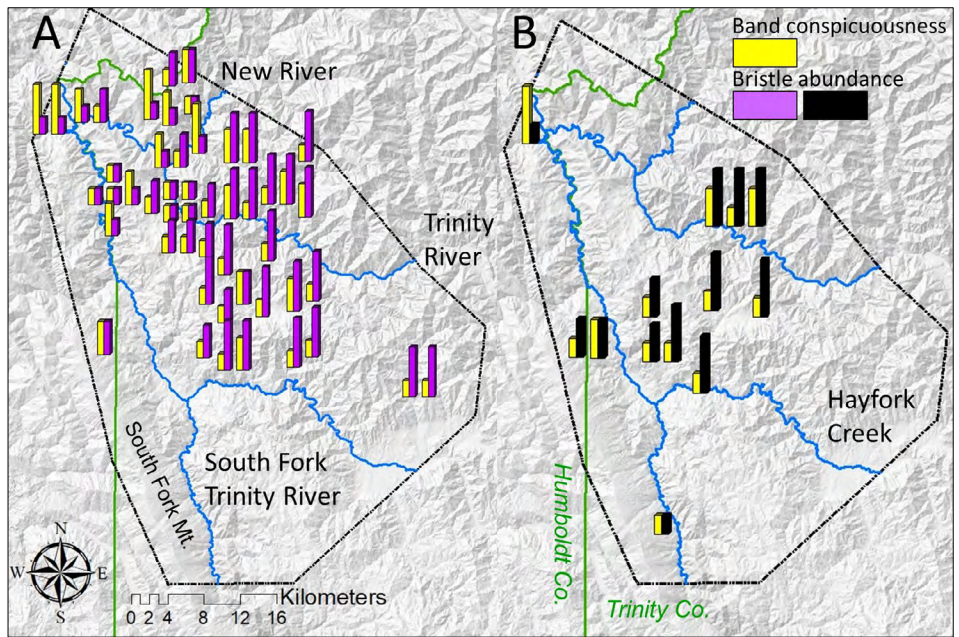 A
New River
Trinity
River
South Fork
Trinity River
South Fork Mt.
N
W E
S
0 2 4 8 12 16
Kilometers
B
Band conspicuousness
Bristle abundance
Hayfork
Creek
Humboldt Co.
Trinity Co.